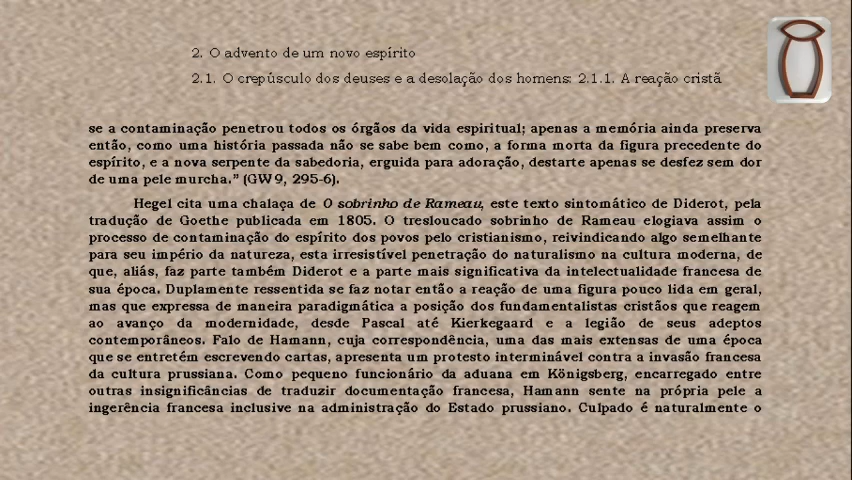 2. O advento de um novo espírito
2.1. O crepúsculo dos deuses e a desolação dos homens: 2.1.1. A reação cristã
se a contaminação penetrou todos os órgãos da vida espiritual; apenas a memória ainda preserva
então, como uma história passada não se sabe bem como, a forma morta da figura precedente do
espírito, e a nova serpente da sabedoria, erguida para adoração, destarte apenas se desfez sem dor
de uma pele murcha." (GW 9, 295-6).
Hegel cita uma chalaça de O sobrinho de Rameau, este texto sintomático de Diderot, pela
tradução de Goethe publicada em 1805. O tresloucado sobrinho de Rameau elogiava assim o
processo de contaminação do espírito dos povos pelo cristianismo, reivindicando algo semelhante
para seu império da natureza, esta irresistível penetração do naturalismo na cultura moderna, de
que, aliás, faz parte também Diderot e a parte mais significativa da intelectualidade francesa de
sua época. Duplamente ressentida se faz notar então a reação de uma figura pouco lida em geral,
mas que expressa de maneira paradigmática a posição dos fundamentalistas cristãos que reagem
ao avanço da modernidade, desde Pascal até Kierkegaard e a legião de seus adeptos
contemporâneos. Falo de Hamann, cuja correspondência, uma das mais extensas de uma época
que se entretém escrevendo cartas, apresenta um protesto interminável contra a invasão francesa
da cultura prussiana. Como pequeno funcionário da aduana em Königsberg, encarregado entre
outras insignificâncias de traduzir documentação francesa, Hamann sente na própria pele a
ingerência francesa inclusive na administração do Estado prussiano. Culpado é naturalmente o